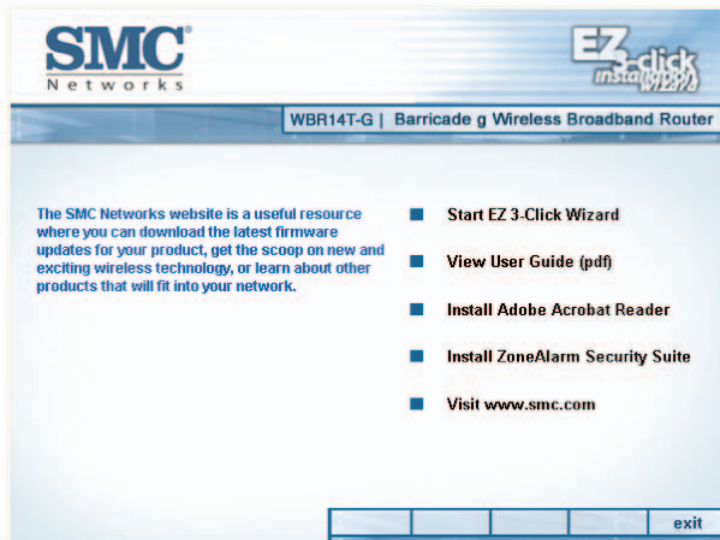 SMC®
Networks
EZ
3-click
installation
wizard
WBR14T-G | Barricade g Wireless Broadband Router
The SMC Networks website is a useful resource
where you can download the latest firmware
updates for your product, get the scoop on new and
exciting wireless technology, or learn about other
products that will fit into your network.
Start EZ 3-Click Wizard
View User Guide (pdf)
Install Adobe Acrobat Reader
Install ZoneAlarm Security Suite
Visit www.smc.com
exit